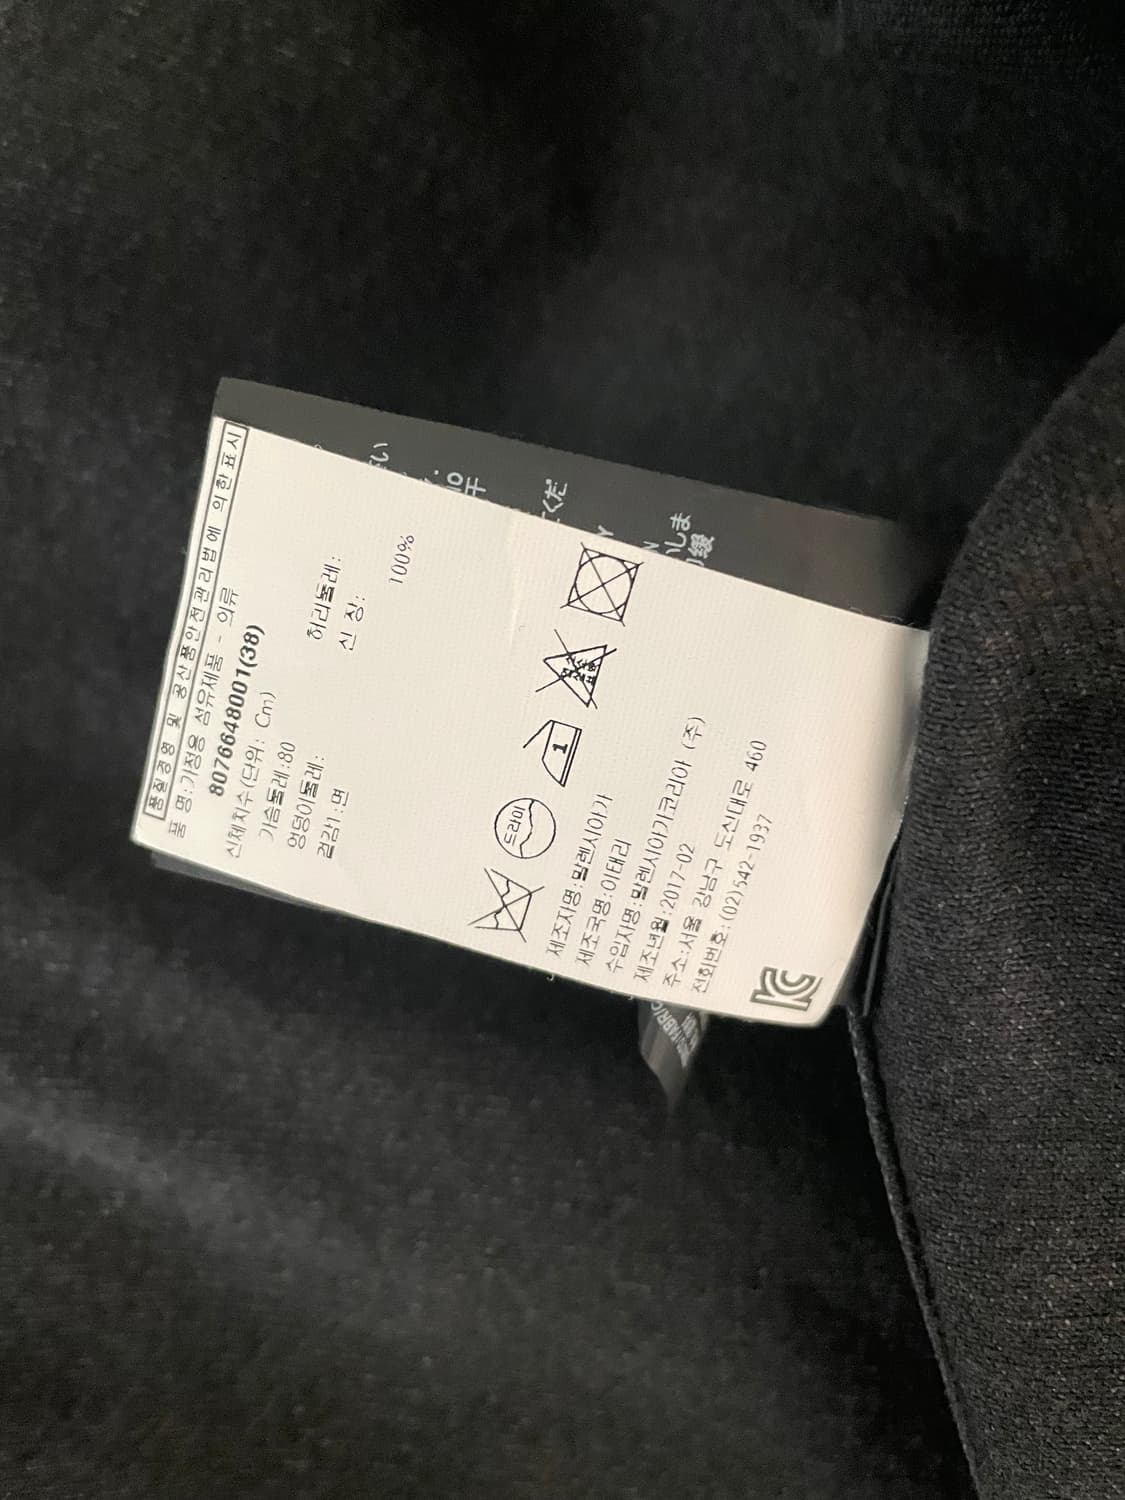 품질경영 및 공산품안전관리법에 의한표시
품 명:가정용 섬유제품 - 의류
8076648001(38)
신체치수(단위: Cm)
가슴둘레:80 허리둘레:
엉덩이둘레: 신 장:
겉감1:면 100%
드라이
1
제조자명:발렌시아가
제조국명:이태리
수입자명:발렌시아가코리아 (주)
제조년월:2017-02
주소:서울 강남구 도산대로 460
전화번호:(02)542-1937
くだ
しま